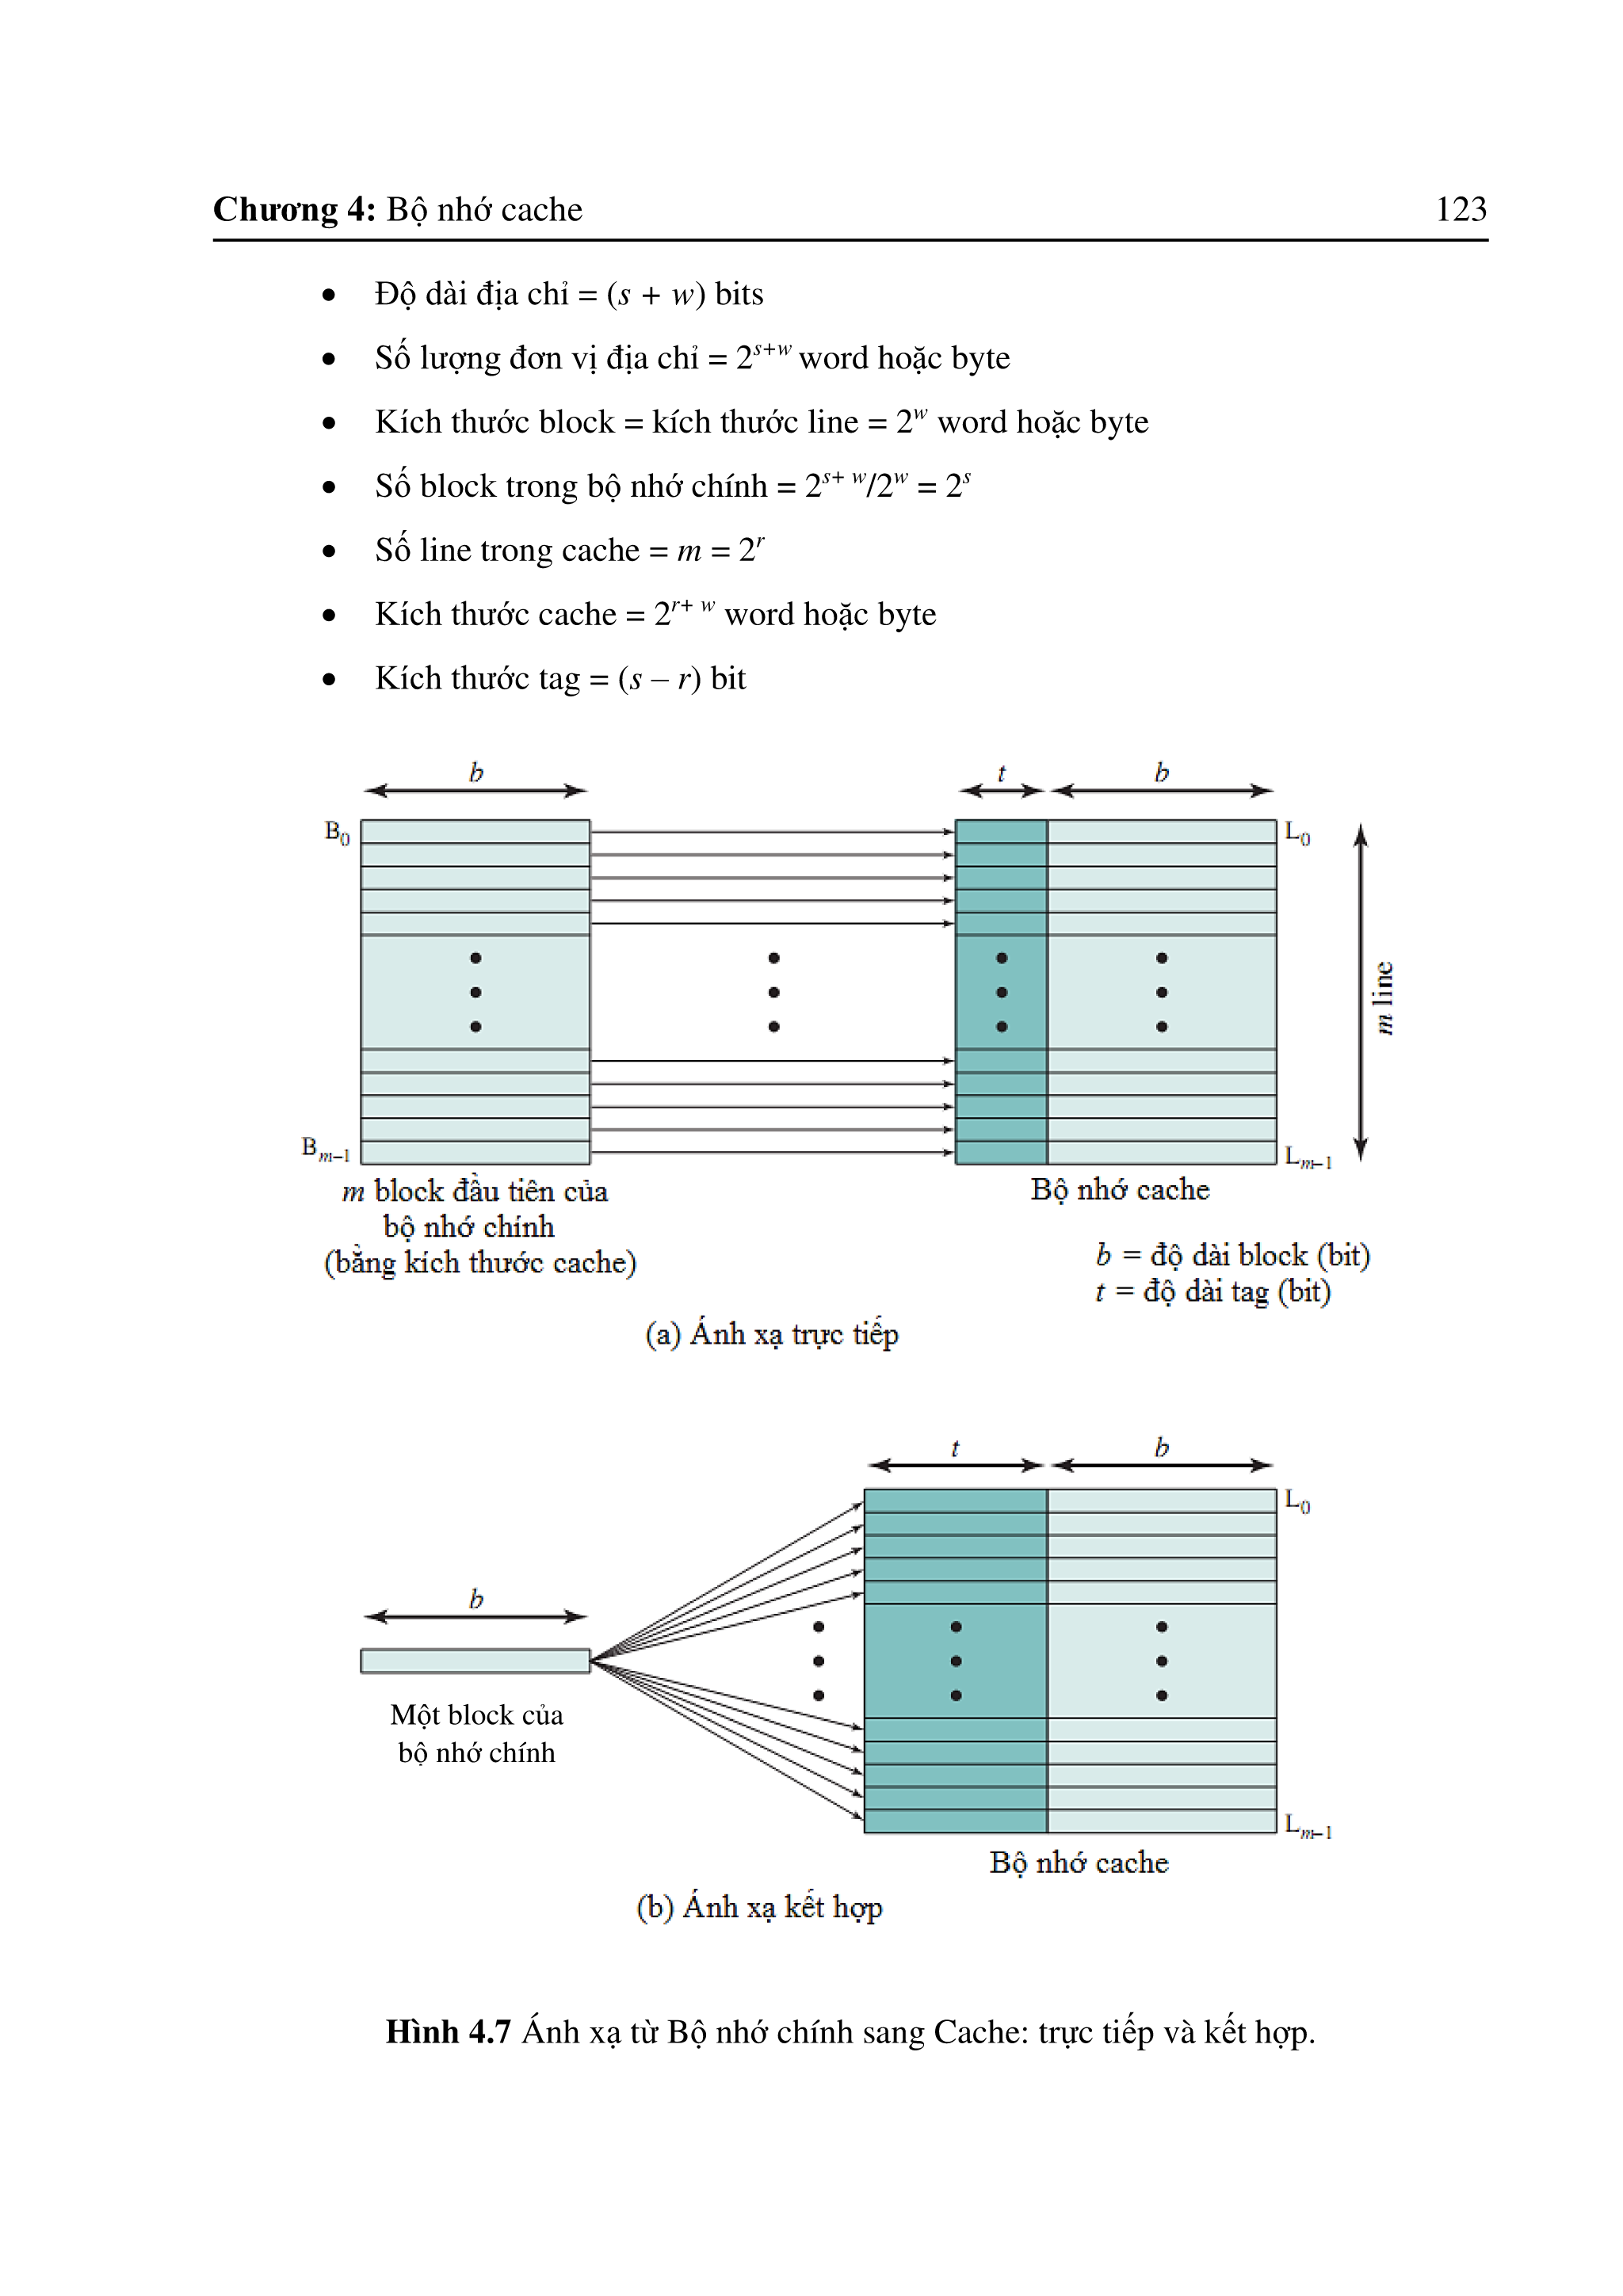 Chương 4: Bộ nhớ cache 123
• Độ dài địa chỉ = (s + w) bits
• Số lượng đơn vị địa chỉ = 2^{s+w} word hoặc byte
• Kích thước block = kích thước line = 2^w word hoặc byte
• Số block trong bộ nhớ chính = 2^{s+ w}/2^w = 2^s
• Số line trong cache = m = 2^r
• Kích thước cache = 2^{r+ w} word hoặc byte
• Kích thước tag = (s – r) bit
b t b
B_0 L_0
m line
B_{m–1} L_{m–1}
m block đầu tiên của
bộ nhớ chính
(bằng kích thước cache)
Bộ nhớ cache
b = độ dài block (bit)
t = độ dài tag (bit)
(a) Ánh xạ trực tiếp
t b
L_0
b
Một block của
bộ nhớ chính
L_{m–1}
Bộ nhớ cache
(b) Ánh xạ kết hợp
Hình 4.7 Ánh xạ từ Bộ nhớ chính sang Cache: trực tiếp và kết hợp.